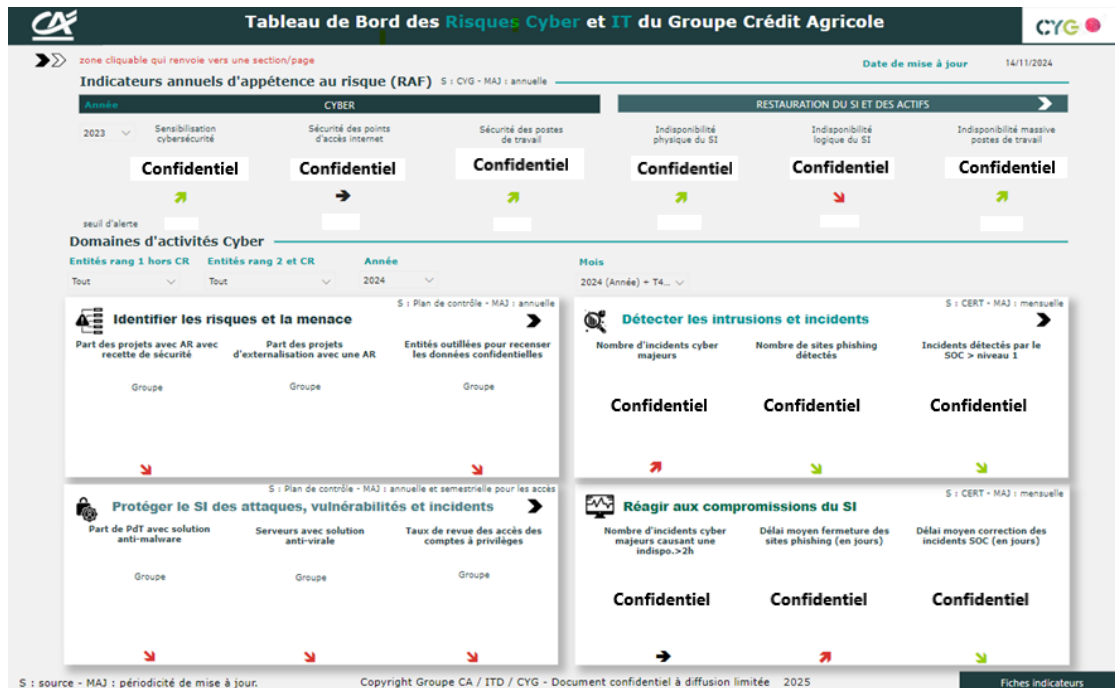 Tableau de Bord des Risques Cyber et IT du Groupe Crédit Agricole
CYG
zone cliquable qui renvoie vers une section/page
Date de mise à jour 14/11/2024
Indicateurs annuels d'appétence au risque (RAF) S : CYG - MAJ : annuelle
Année CYBER RESTAURATION DU SI ET DES ACTIFS
2023
Sensibilisation
cybersécurité
Sécurité des points
d'accès internet
Sécurité des postes
de travail
Indisponibilité
physique du SI
Indisponibilité
logique du SI
Indisponibilité massive
postes de travail
Confidentiel Confidentiel Confidentiel Confidentiel Confidentiel Confidentiel
seuil d'alerte
Domaines d'activités Cyber
Entités rang 1 hors CR Entités rang 2 et CR Année Mois
Tout Tout 2024 2024 (Année) + T4...
S : Plan de contrôle - MAJ : annuelle
Identifier les risques et la menace
Part des projets avec AR avec
recette de sécurité
Part des projets
d'externalisation avec une AR
Entités outillées pour recenser
les données confidentielles
Groupe Groupe Groupe
S : CERT - MAJ : mensuelle
Détecter les intrusions et incidents
Nombre d'incidents cyber
majeurs
Nombre de sites phishing
détectés
Incidents détectés par le
SOC > niveau 1
Confidentiel Confidentiel Confidentiel
S : Plan de contrôle - MAJ : annuelle et semestrielle pour les accès
Protéger le SI des attaques, vulnérabilités et incidents
Part de PdT avec solution
anti-malware
Serveurs avec solution
anti-virale
Taux de revue des accès des
comptes à privilèges
Groupe Groupe Groupe
S : CERT - MAJ : mensuelle
Réagir aux compromissions du SI
Nombre d'incidents cyber
majeurs causant une
indispo.>2h
Délai moyen fermeture des
sites phishing (en jours)
Délai moyen correction des
incidents SOC (en jours)
Confidentiel Confidentiel Confidentiel
S : source - MAJ : périodicité de mise à jour.
Copyright Groupe CA / ITD / CYG - Document confidentiel à diffusion limitée 2025
Fiches indicateurs